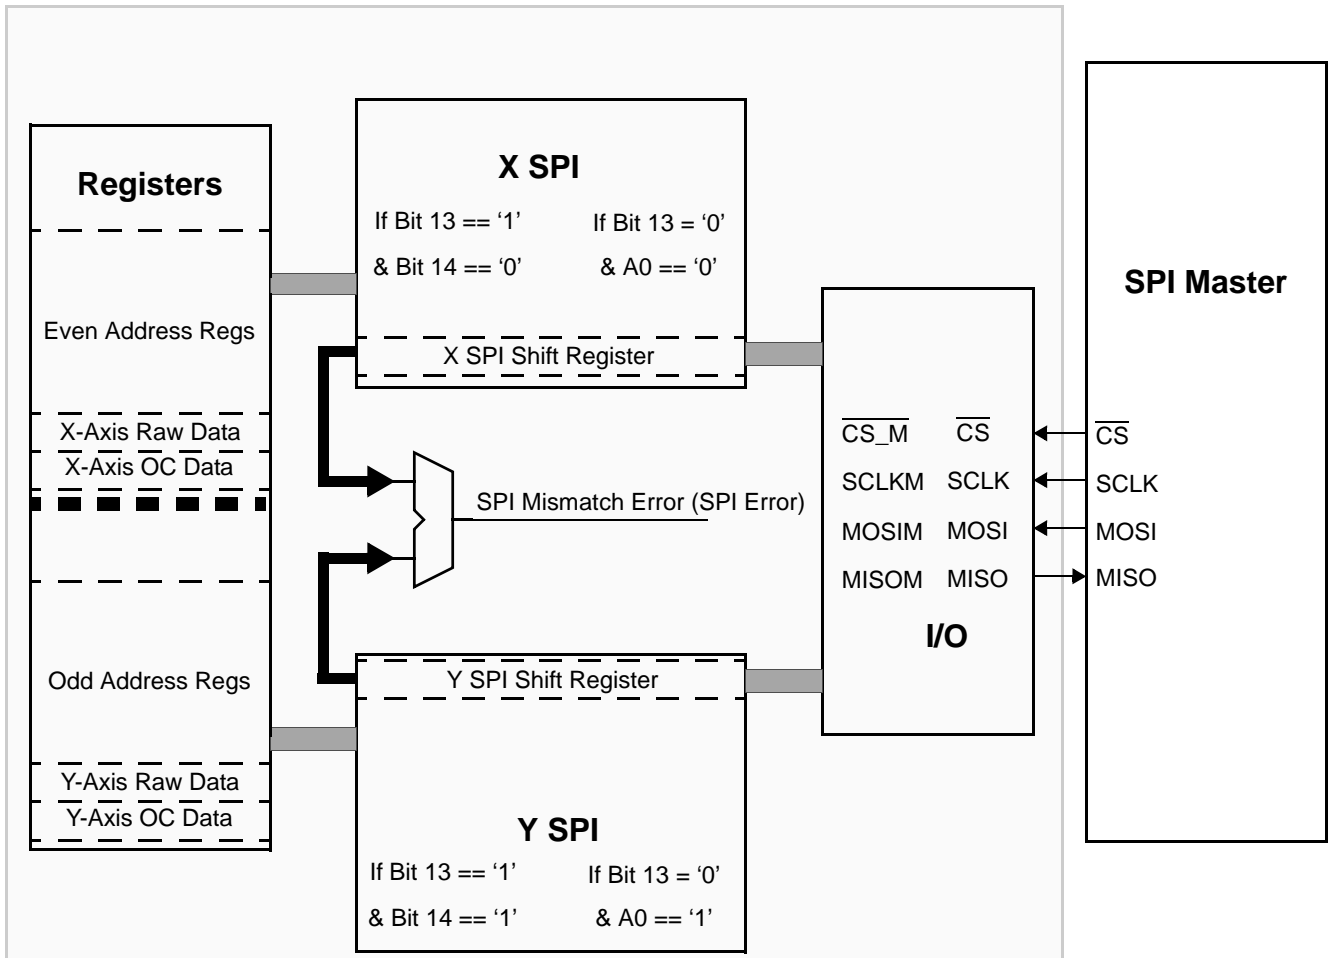 Registers
Even Address Regs
X-Axis Raw Data
X-Axis OC Data
Odd Address Regs
Y-Axis Raw Data
Y-Axis OC Data
X SPI
If Bit 13 == ‘1’ If Bit 13 = ‘0’
& Bit 14 == ‘0’ & A0 == ‘0’
X SPI Shift Register
SPI Mismatch Error (SPI Error)
Y SPI Shift Register
Y SPI
If Bit 13 == ‘1’ If Bit 13 = ‘0’
& Bit 14 == ‘1’ & A0 == ‘1’
CS_M CS
SCLKM SCLK
MOSIM MOSI
MISOM MISO
I/O
SPI Master
CS
SCLK
MOSI
MISO